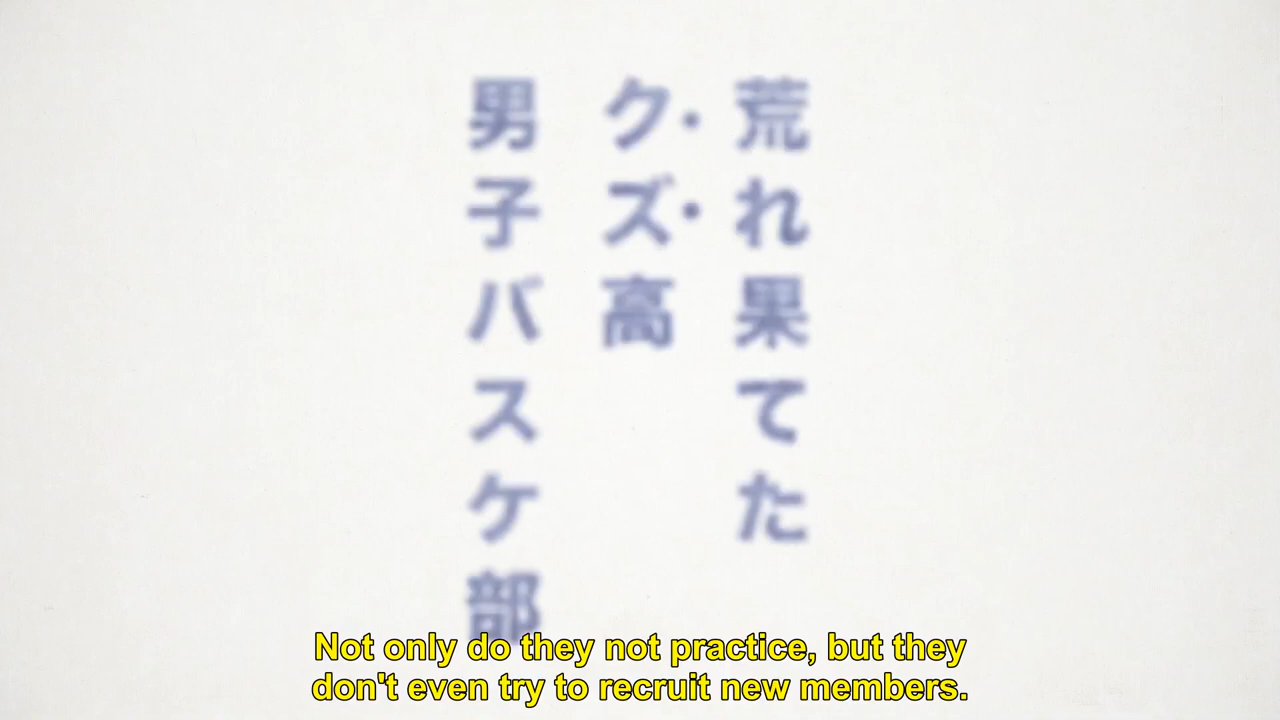 荒れ果てた
クズ高
男子バスケ部
Not only do they not practice, but they
don't even try to recruit new members.